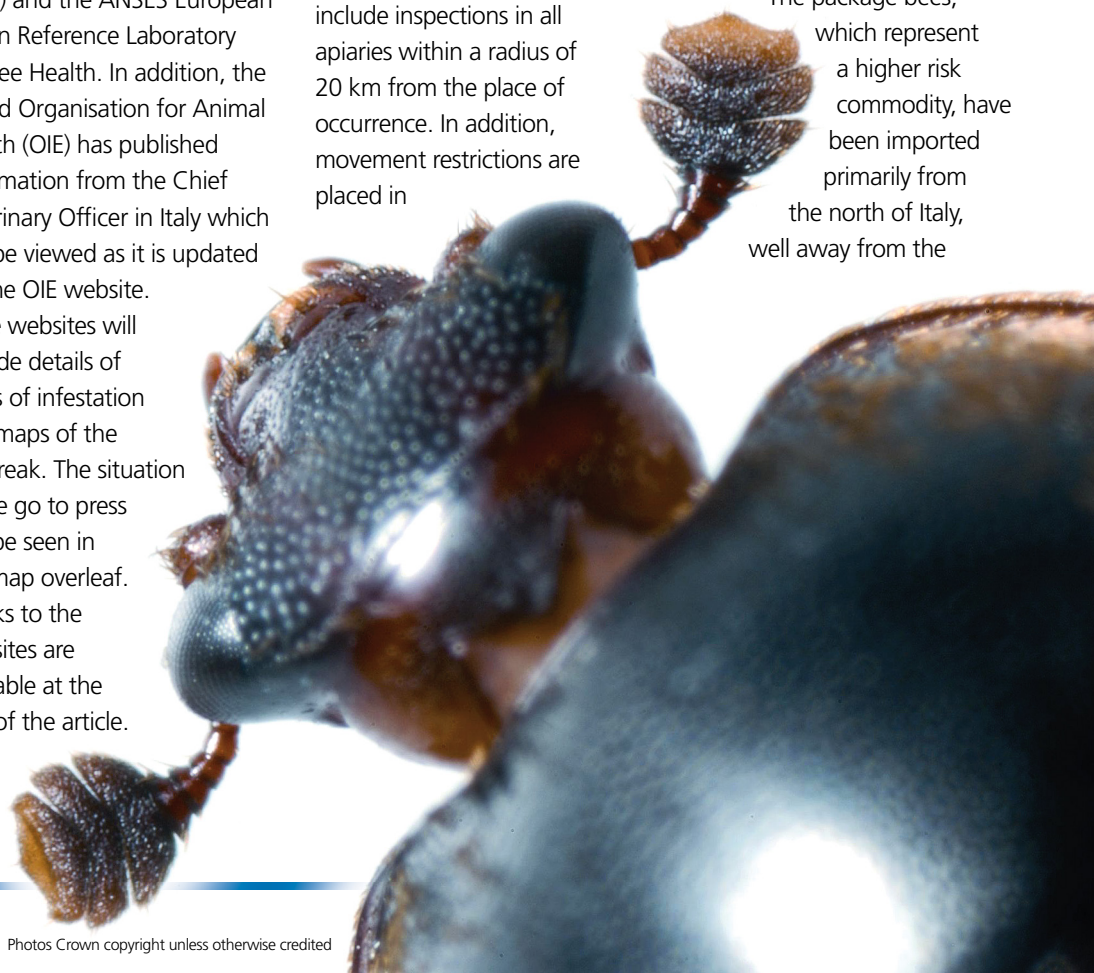 ) and the ANSES European
n Reference Laboratory
ee Health. In addition, the
d Organisation for Animal
th (OIE) has published
mation from the Chief
rinary Officer in Italy which
be viewed as it is updated
he OIE website.
e websites will
de details of
s of infestation
maps of the
reak. The situation
e go to press
be seen in
map overleaf.
ks to the
sites are
able at the
of the article.
include inspections in all
apiaries within a radius of
20 km from the place of
occurrence. In addition,
movement restrictions are
placed in
The package bees,
which represent
a higher risk
commodity, have
been imported
primarily from
the north of Italy,
well away from the
Photos Crown copyright unless otherwise credited